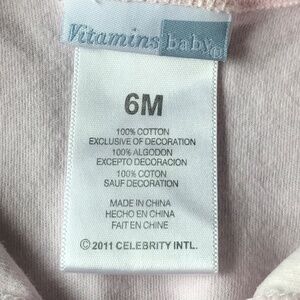 Vitamins baby®
6M
100% COTTON
EXCLUSIVE OF DECORATION
100% ALGODON
EXCEPTO DECORACION
100% COTON
SAUF DECORATION
MADE IN CHINA
HECHO EN CHINA
FAIT EN CHINE
© 2011 CELEBRITY INTL.